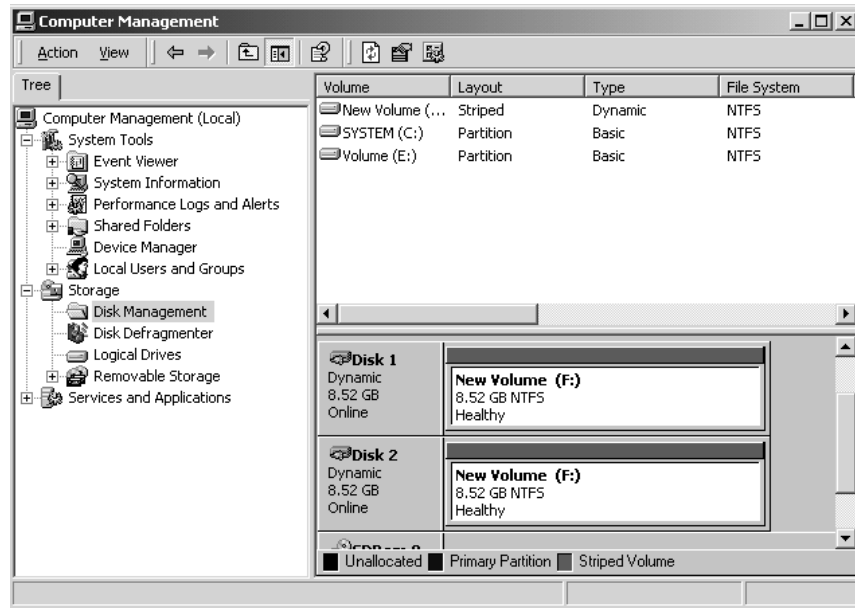 Computer Management
Action View
Tree
Computer Management (Local)
System Tools
Event Viewer
System Information
Performance Logs and Alerts
Shared Folders
Device Manager
Local Users and Groups
Storage
Disk Management
Disk Defragmenter
Logical Drives
Removable Storage
Services and Applications
Volume Layout Type File System
New Volume (... Striped Dynamic NTFS
SYSTEM (C:) Partition Basic NTFS
Volume (E:) Partition Basic NTFS
Disk 1
Dynamic
8.52 GB
Online
New Volume (F:)
8.52 GB NTFS
Healthy
Disk 2
Dynamic
8.52 GB
Online
New Volume (F:)
8.52 GB NTFS
Healthy
Unallocated Primary Partition Striped Volume